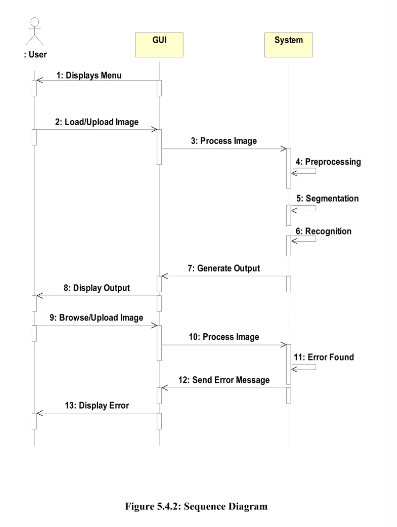 GUI
System
: User
1: Displays Menu
2: Load/Upload Image
3: Process Image
4: Preprocessing
5: Segmentation
6: Recognition
7: Generate Output
8: Display Output
9: Browse/Upload Image
10: Process Image
11: Error Found
12: Send Error Message
13: Display Error
Figure 5.4.2: Sequence Diagram